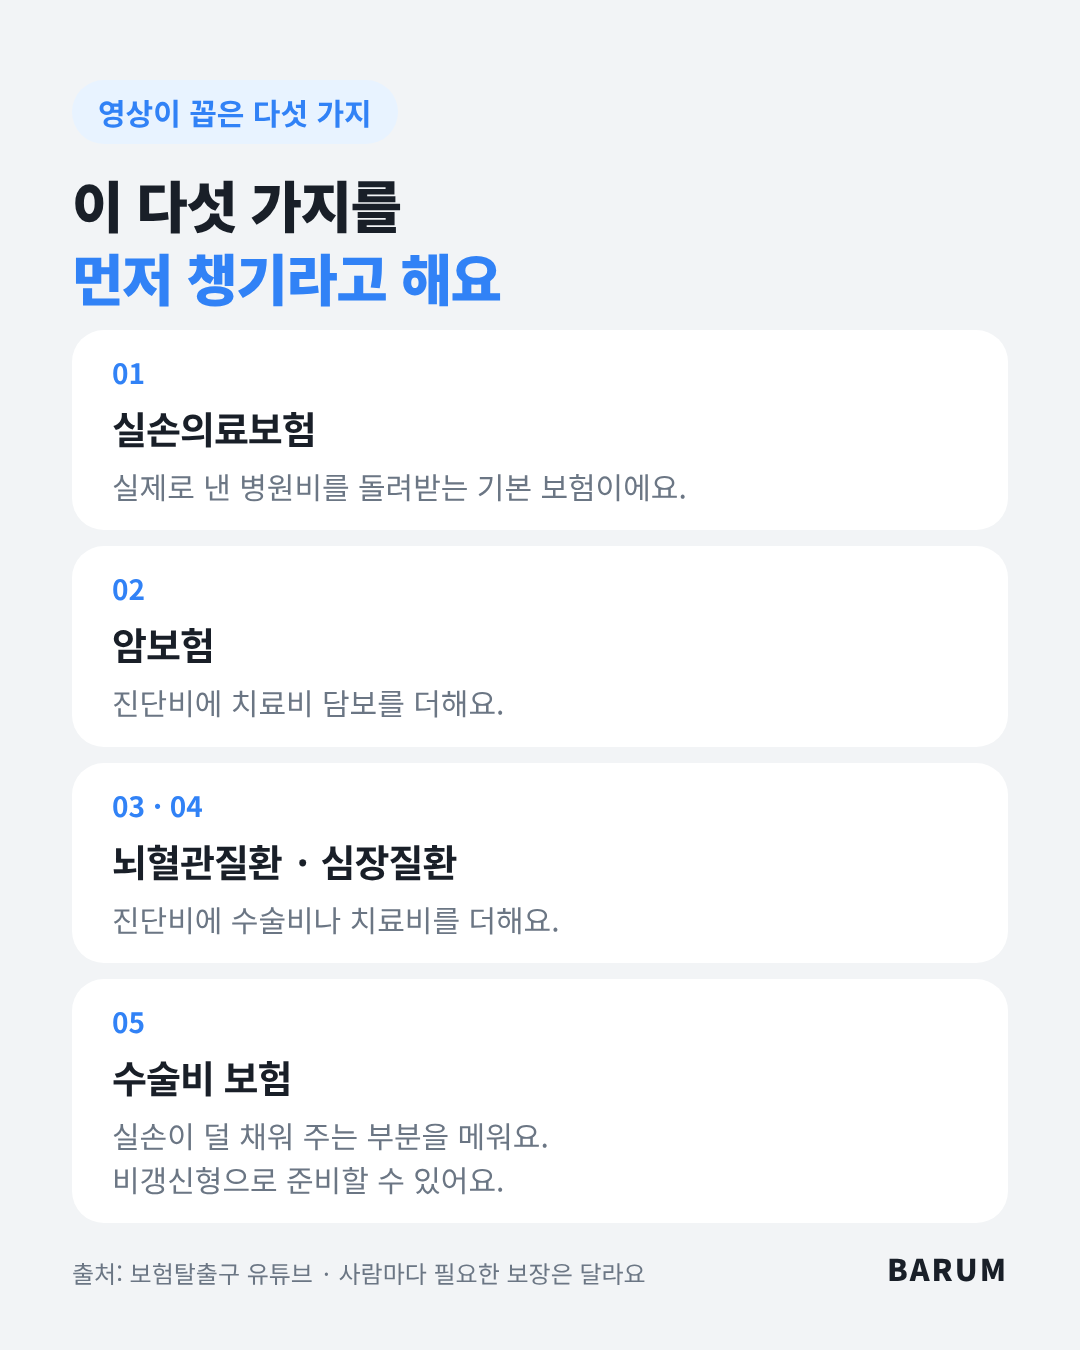 영상이 꼽은 다섯 가지
이 다섯 가지를
먼저 챙기라고 해요
01
실손의료보험
실제로 낸 병원비를 돌려받는 기본 보험이에요.
02
암보험
진단비에 치료비 담보를 더해요.
03 · 04
뇌혈관질환 · 심장질환
진단비에 수술비나 치료비를 더해요.
05
수술비 보험
실손이 덜 채워 주는 부분을 메워요.
비갱신형으로 준비할 수 있어요.
출처: 보험탈출구 유튜브 · 사람마다 필요한 보장은 달라요
BARUM